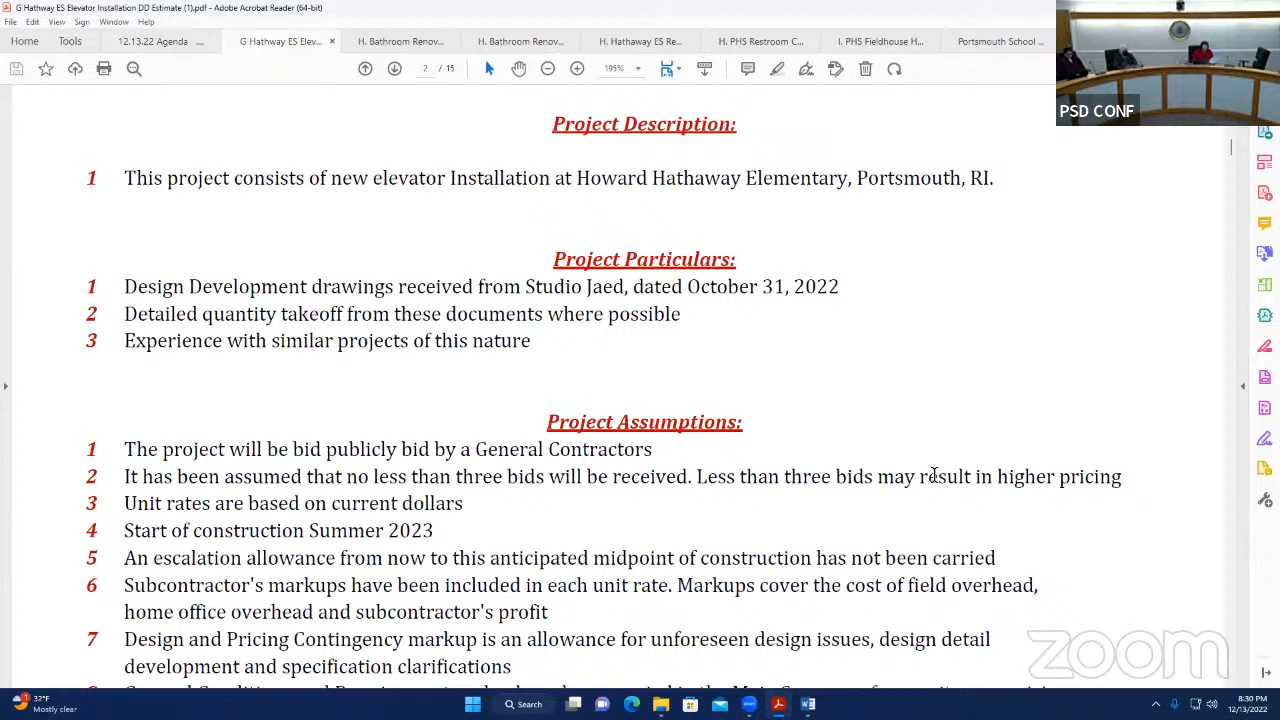 G Hathway ES Elevator Installation DD Estimate (1).pdf - Adobe Acrobat Reader (64-bit)
File Edit View Sign Window Help
Home Tools 12.13.22 Agenda ... G Hathway ES Elev... × Bathroom Renov... Bathroom Renov... H. Hathaway ES Re... H. PHS Restroom C... I. PHS Fieldhouse H... Portsmouth School ...
2 / 15 195%
PSD CONF
Project Description:
1 This project consists of new elevator Installation at Howard Hathaway Elementary, Portsmouth, RI.
Project Particulars:
1 Design Development drawings received from Studio Jaed, dated October 31, 2022
2 Detailed quantity takeoff from these documents where possible
3 Experience with similar projects of this nature
Project Assumptions:
1 The project will be bid publicly bid by a General Contractors
2 It has been assumed that no less than three bids will be received. Less than three bids may result in higher pricing
3 Unit rates are based on current dollars
4 Start of construction Summer 2023
5 An escalation allowance from now to this anticipated midpoint of construction has not been carried
6 Subcontractor's markups have been included in each unit rate. Markups cover the cost of field overhead,
home office overhead and subcontractor's profit
7 Design and Pricing Contingency markup is an allowance for unforeseen design issues, design detail
development and specification clarifications
zoom
32°F
Mostly clear
Search
8:30 PM
12/13/2022